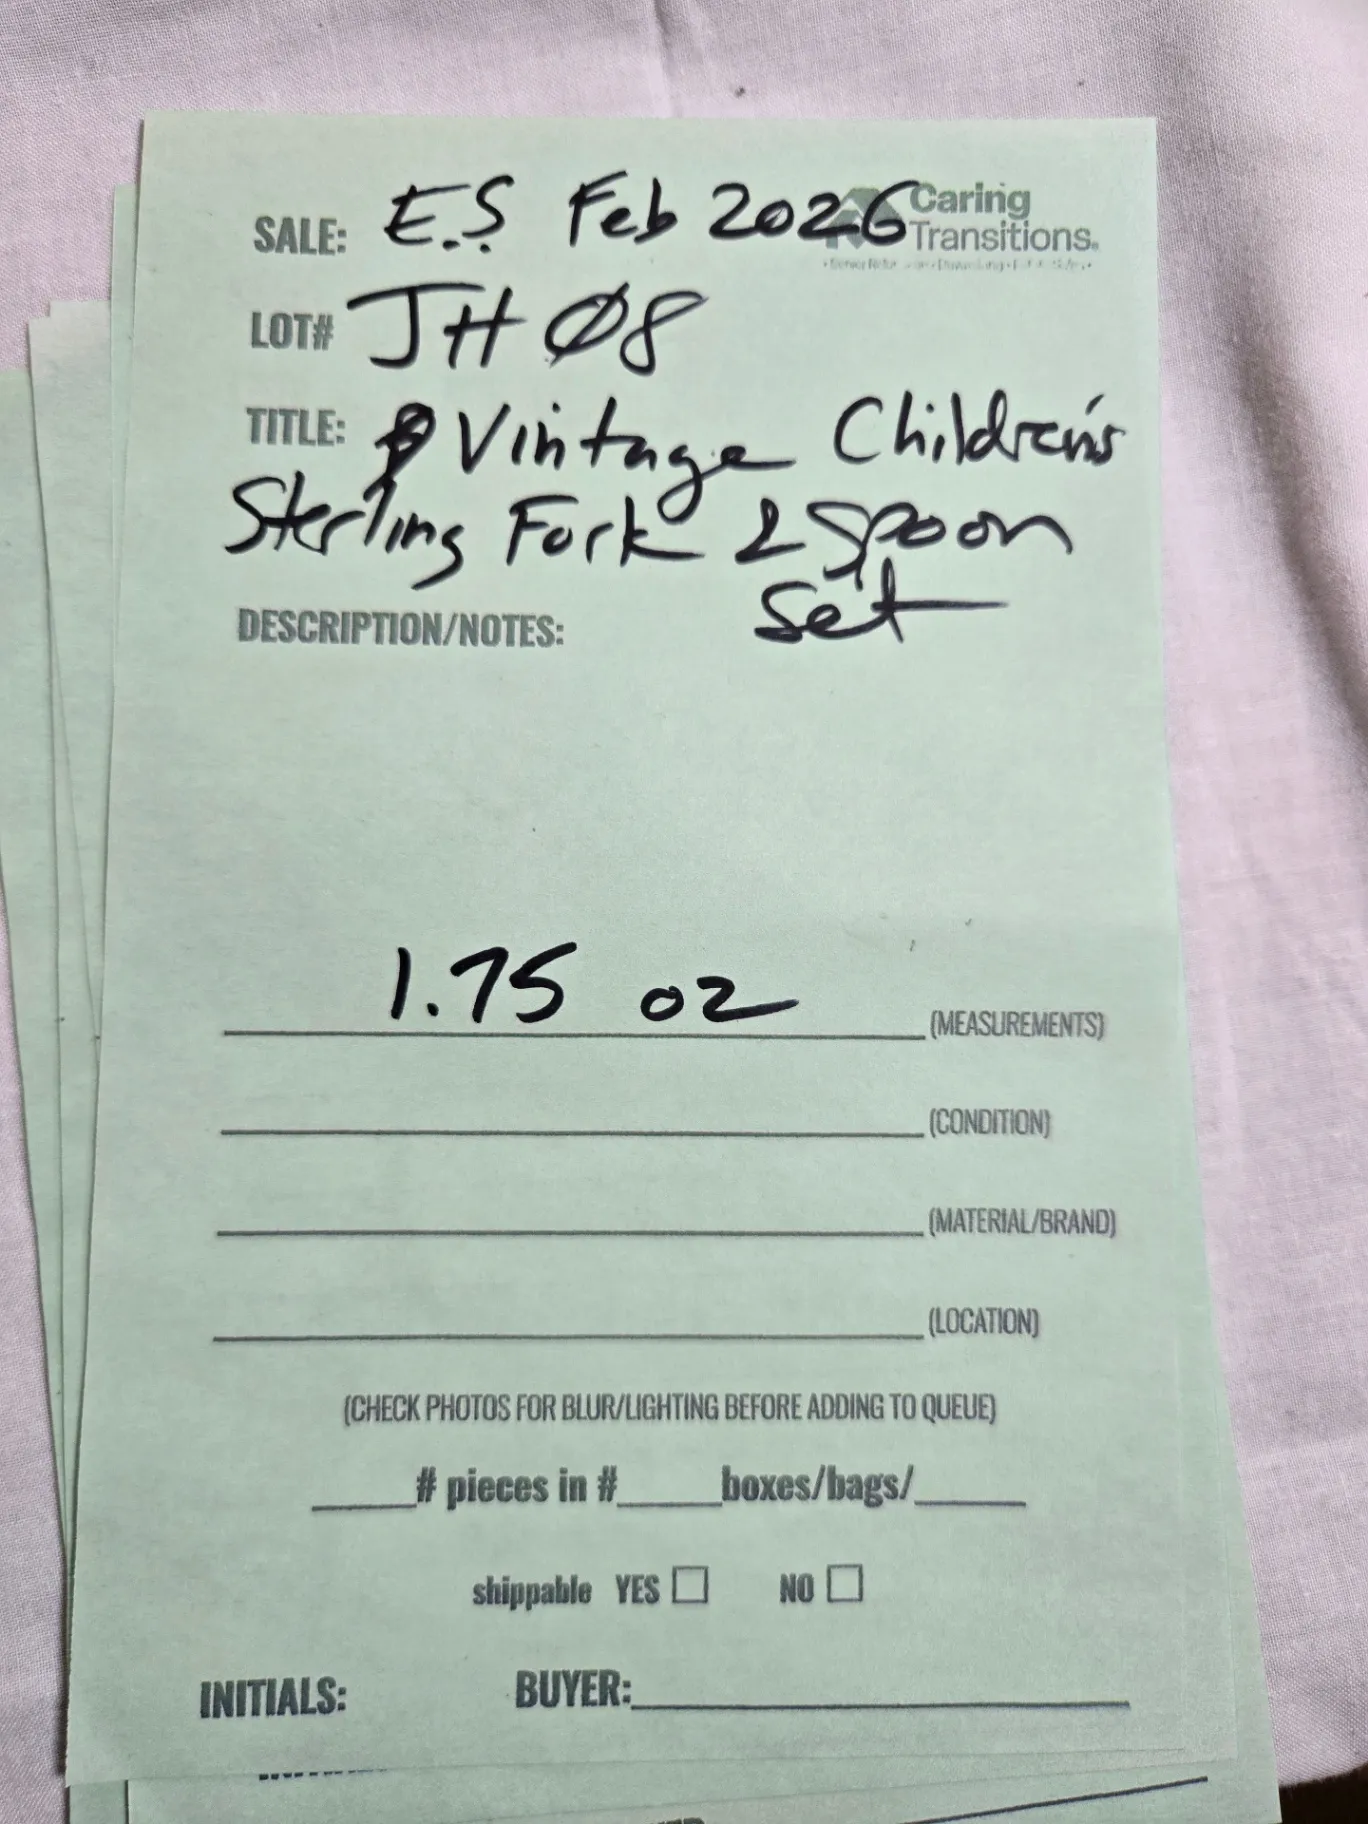 SALE: E.S. Feb 2026
Caring
Transitions.
LOT# JH Ø8
TITLE: Vintage Children's
Sterling Fork & Spoon
Set
DESCRIPTION/NOTES:
1.75 oz (MEASUREMENTS)
(CONDITION)
(MATERIAL/BRAND)
(LOCATION)
(CHECK PHOTOS FOR BLUR/LIGHTING BEFORE ADDING TO QUEUE)
# pieces in # boxes/bags/
shippable YES NO
INITIALS: BUYER: